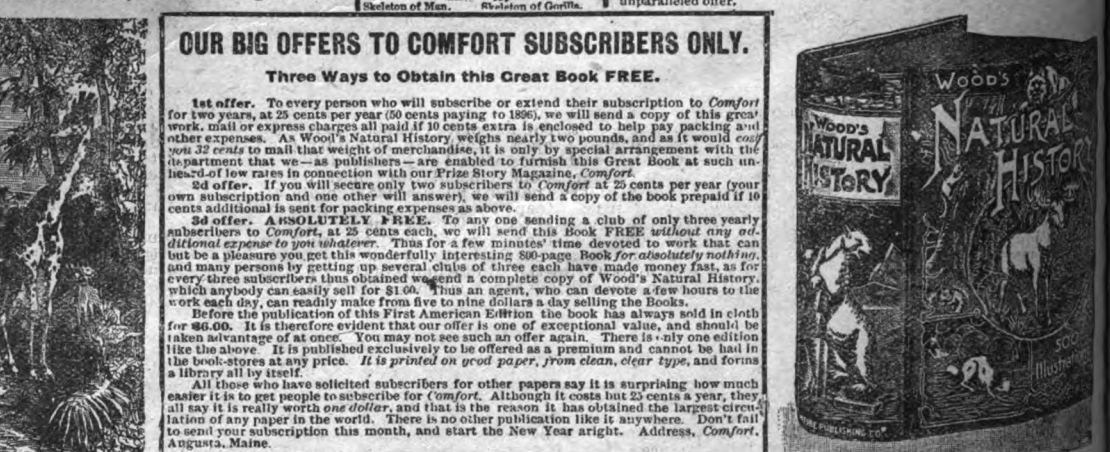 Skeleton of Man. Skeleton of Gorilla.
unparalleled offer.
OUR BIG OFFERS TO COMFORT SUBSCRIBERS ONLY.
Three Ways to Obtain this Great Book FREE.
1st offer. To every person who will subscribe or extend their subscription to Comfort
for two years, at 25 cents per year (50 cents paying to 1896), we will send a copy of this great
work, mail or express charges all paid if 10 cents extra is enclosed to help pay packing and
other expenses. As Wood's Natural History weighs nearly two pounds, and as it would cost
you 32 cents to mail that weight of merchandise, it is only by special arrangement with the
department that we—as publishers—are enabled to furnish this Great Book at such un-
heard-of low rates in connection with our Prize Story Magazine, Comfort.
2d offer. If you will secure only two subscribers to Comfort at 25 cents per year (your
own subscription and one other will answer), we will send a copy of the book prepaid if 10
cents additional is sent for packing expenses as above.
3d offer. ABSOLUTELY FREE. To any one sending a club of only three yearly
subscribers to Comfort, at 25 cents each, we will send this Book FREE without any ad-
ditional expense to you whatever. Thus for a few minutes' time devoted to work that can
but be a pleasure you get this wonderfully interesting 800-page Book for absolutely nothing,
and many persons by getting up several clubs of three each have made money fast, as for
every three subscribers thus obtained we send a complete copy of Wood's Natural History,
which anybody can easily sell for $1.00. Thus an agent, who can devote a few hours to the
work each day, can readily make from five to nine dollars a day selling the Books.
Before the publication of this First American Edition the book has always sold in cloth
for $6.00. It is therefore evident that our offer is one of exceptional value, and should be
taken advantage of at once. You may not see such an offer again. There is only one edition
like the above. It is published exclusively to be offered as a premium and cannot be had in
the book-stores at any price. It is printed on good paper, from clean, clear type, and forms
a library all by itself.
All those who have solicited subscribers for other papers say it is surprising how much
easier it is to get people to subscribe for Comfort. Although it costs but 25 cents a year, they
all say it is really worth one dollar, and that is the reason it has obtained the largest circu-
lation of any paper in the world. There is no other publication like it anywhere. Don't fail
to send your subscription this month, and start the New Year aright. Address, Comfort,
Augusta, Maine.
WOOD'S
NATURAL
HISTORY
WOOD'S
NATURAL
HISTORY
PUBLISHING CO.